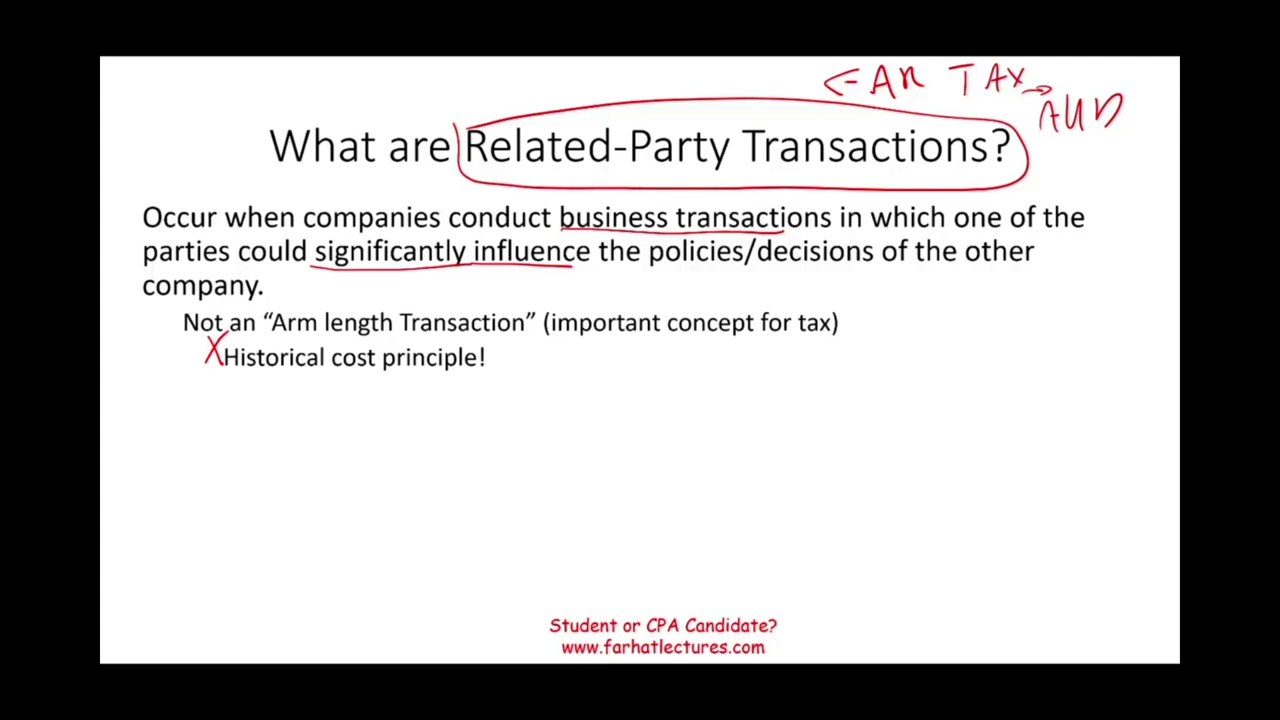 FAR TAX
AUD
What are Related-Party Transactions?
Occur when companies conduct business transactions in which one of the
parties could significantly influence the policies/decisions of the other
company.
Not an “Arm length Transaction” (important concept for tax)
X Historical cost principle!
Student or CPA Candidate?
www.farhatlectures.com